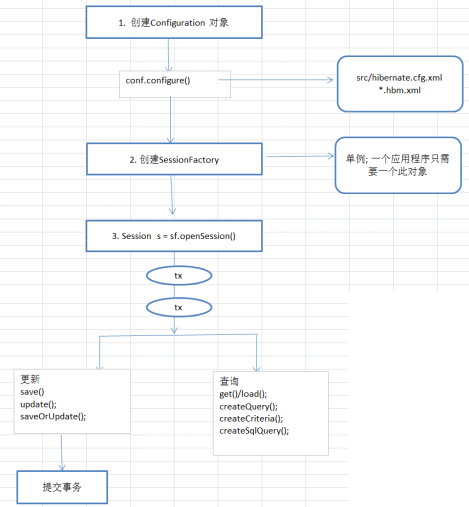 1. 创建Configuration 对象
conf.configure()
src/hibernate.cfg.xml
*.hbm.xml
2. 创建SessionFactory
单例; 一个应用程序只需
要一个此对象
3. Session s = sf.openSession()
tx
tx
更新
save()
update();
saveOrUpdate();
查询
get()/load();
createQuery();
createCriteria();
createSqlQuery();
提交事务